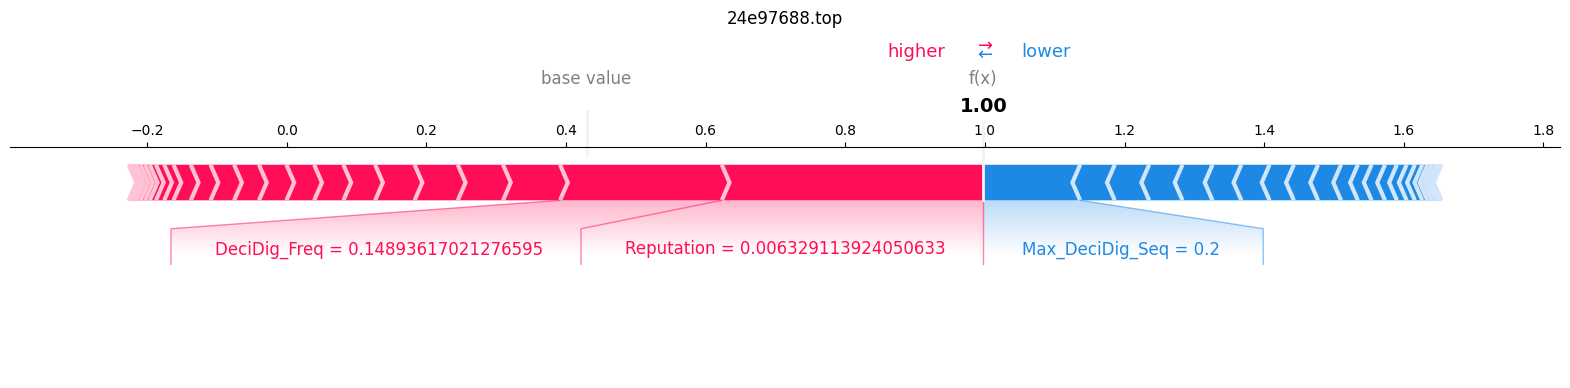 24e97688.top
higher ⇄ lower
base value f(x)
1.00
−0.2 0.0 0.2 0.4 0.6 0.8 1.0 1.2 1.4 1.6 1.8
DeciDig_Freq = 0.14893617021276595 Reputation = 0.006329113924050633 Max_DeciDig_Seq = 0.2